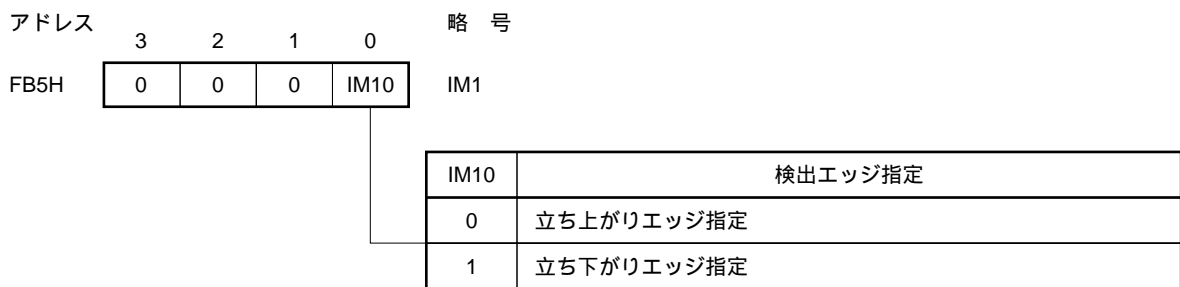 アドレス 略 号
3 2 1 0
FB5H 0 0 0 IM10 IM1
IM10 検出エッジ指定
0 立ち上がりエッジ指定
1 立ち下がりエッジ指定